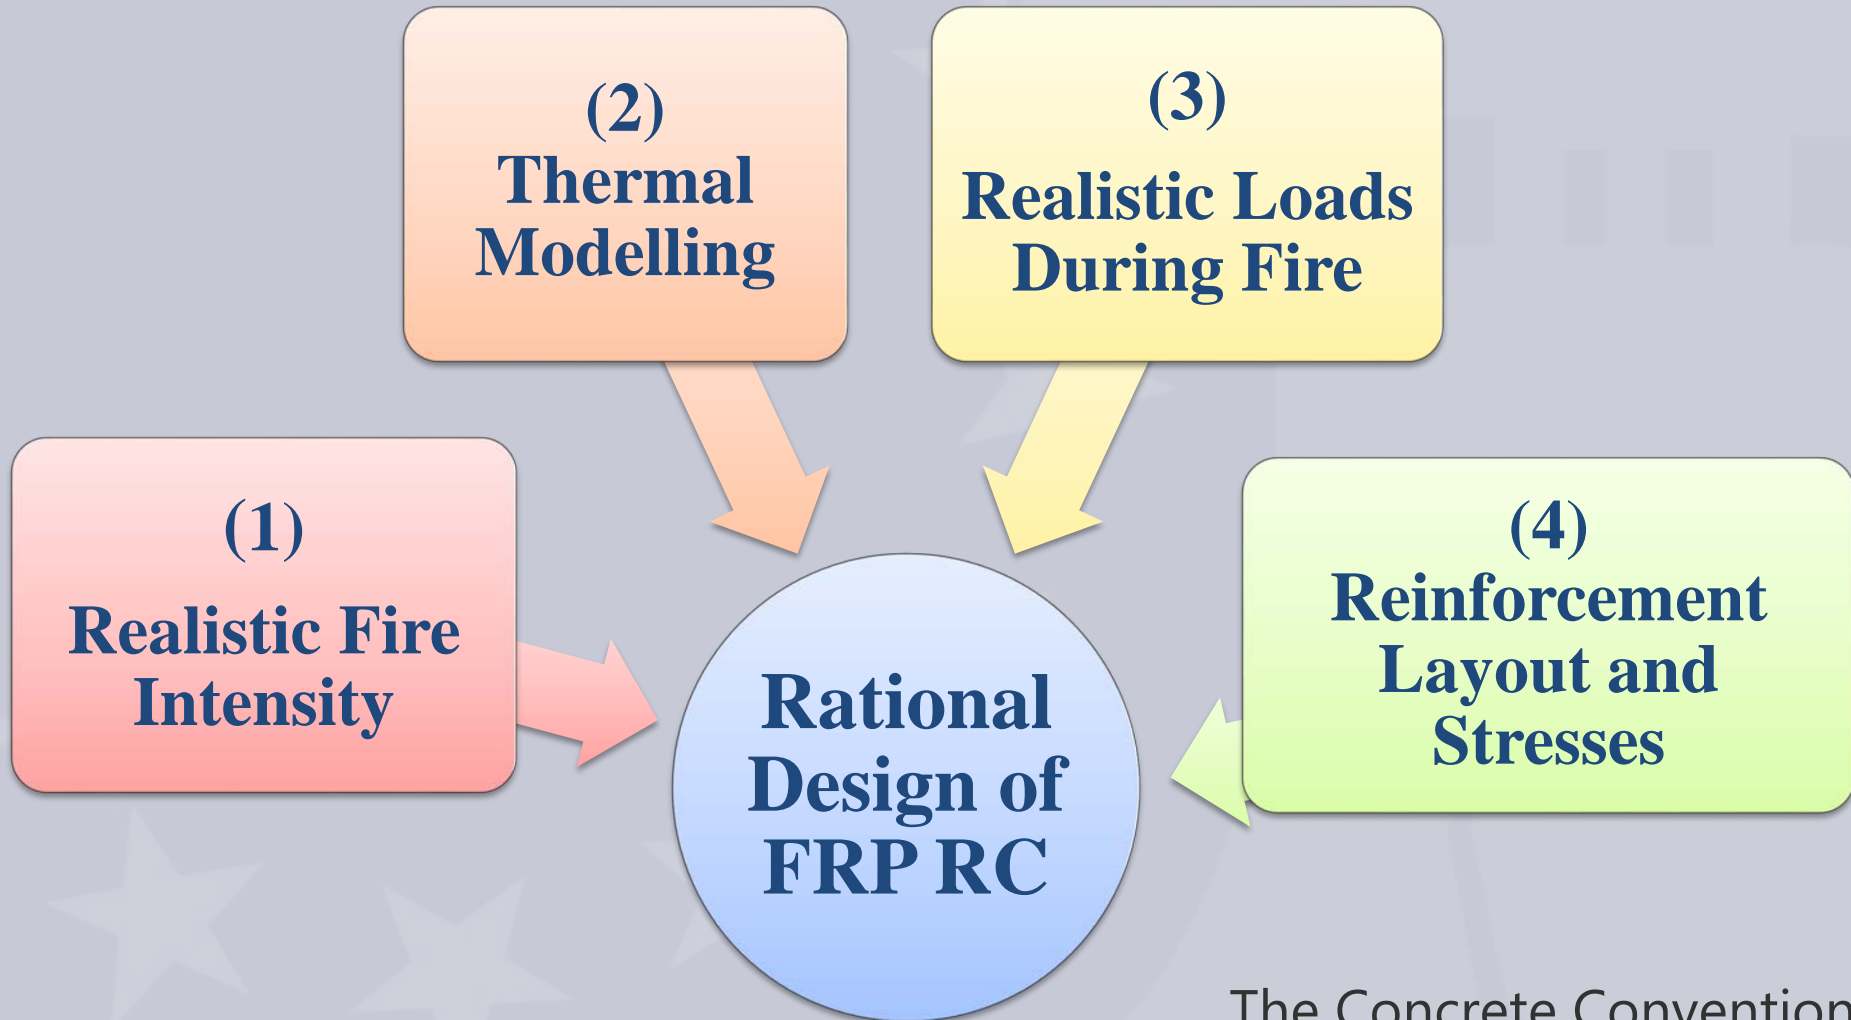 (1)
Realistic Fire
Intensity
(2)
Thermal
Modelling
(3)
Realistic Loads
During Fire
(4)
Reinforcement
Layout and
Stresses
Rational
Design of
FRP RC
The Concrete Convention